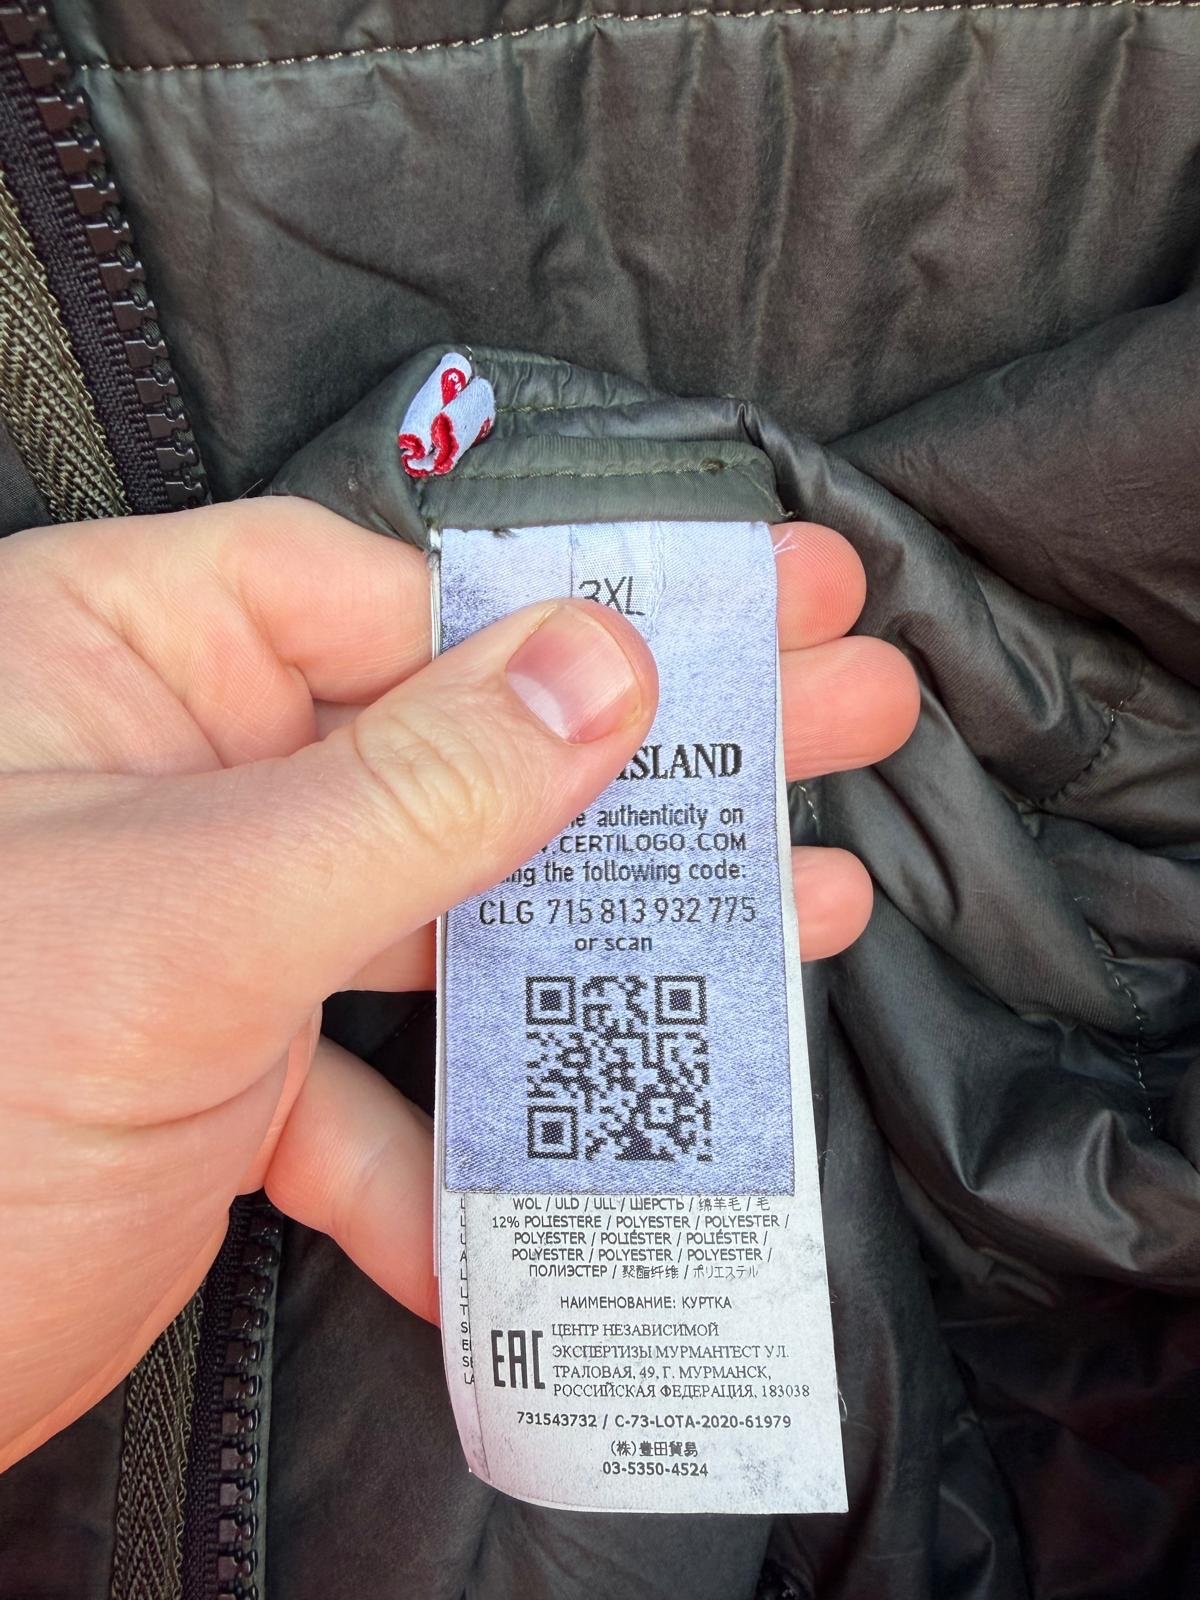 3XL
ISLAND
authenticity on
CERTILOGO.COM
the following code:
CLG 715 813 932 775
or scan
WOL / ULD / ULL / ШЕРСТЬ / 绵羊毛 / 毛
12% POLIESTERE / POLYESTER / POLYESTER /
POLYESTER / POLIÉSTER / POLIÉSTER /
POLYESTER / POLYESTER / POLYESTER /
ПОЛИЭСТЕР / 聚酯纤维 / ポリエステル
НАИМЕНОВАНИЕ: КУРТКА
EAC
ЦЕНТР НЕЗАВИСИМОЙ
ЭКСПЕРТИЗЫ МУРМАНТЕСТ УЛ.
ТРАЛОВАЯ, 49, Г. МУРМАНСК,
РОССИЙСКАЯ ФЕДЕРАЦИЯ, 183038
731543732 / C-73-LOTA-2020-61979
(株)豊田貿易
03-5350-4524